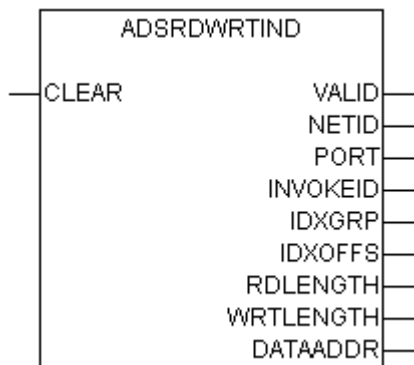 ADSRDWRTIND
CLEAR VALID
NETID
PORT
INVOKEID
IDXGRP
IDXOFFS
RDLENGTH
WRTLENGTH
DATAADDR